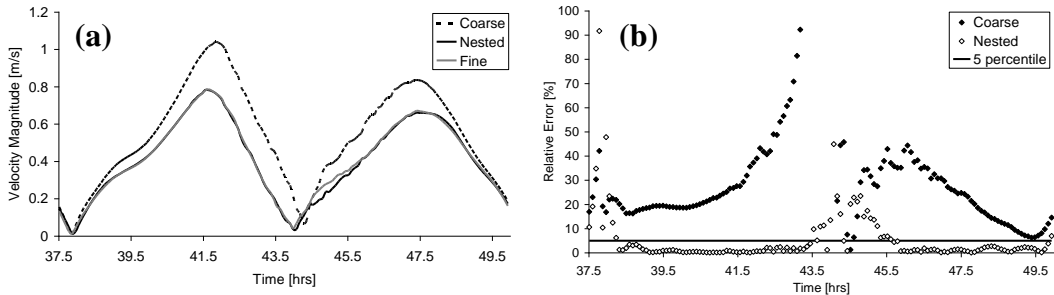 (a)
Coarse
Nested
Fine
Velocity Magnitude [m/s]
1.2
1
0.8
0.6
0.4
0.2
0
37.5 39.5 41.5 43.5 45.5 47.5 49.5
Time [hrs]
(b)
Coarse
Nested
5 percentile
Relative Error [%]
100
90
80
70
60
50
40
30
20
10
0
37.5 39.5 41.5 43.5 45.5 47.5 49.5
Time [hrs]